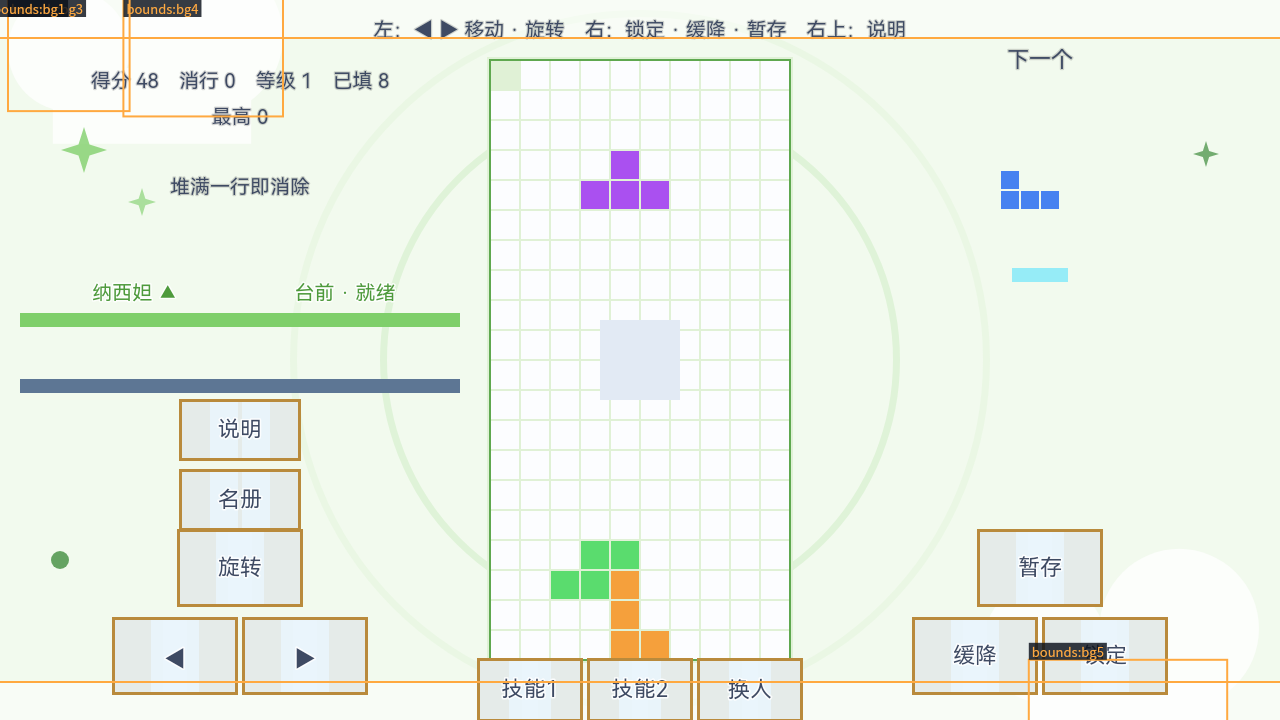 bounds:bg1 g3
bounds:bg4
左: ◀ ▶ 移动 · 旋转 右: 锁定 · 缓降 · 暂存 右上: 说明
下一个
得分 48 消行 0 等级 1 已填 8
最高 0
堆满一行即消除
纳西妲 ▲
台前 · 就绪
说明
名册
旋转
◀
▶
技能1
技能2
换人
暂存
缓降
锁定
bounds:bg5